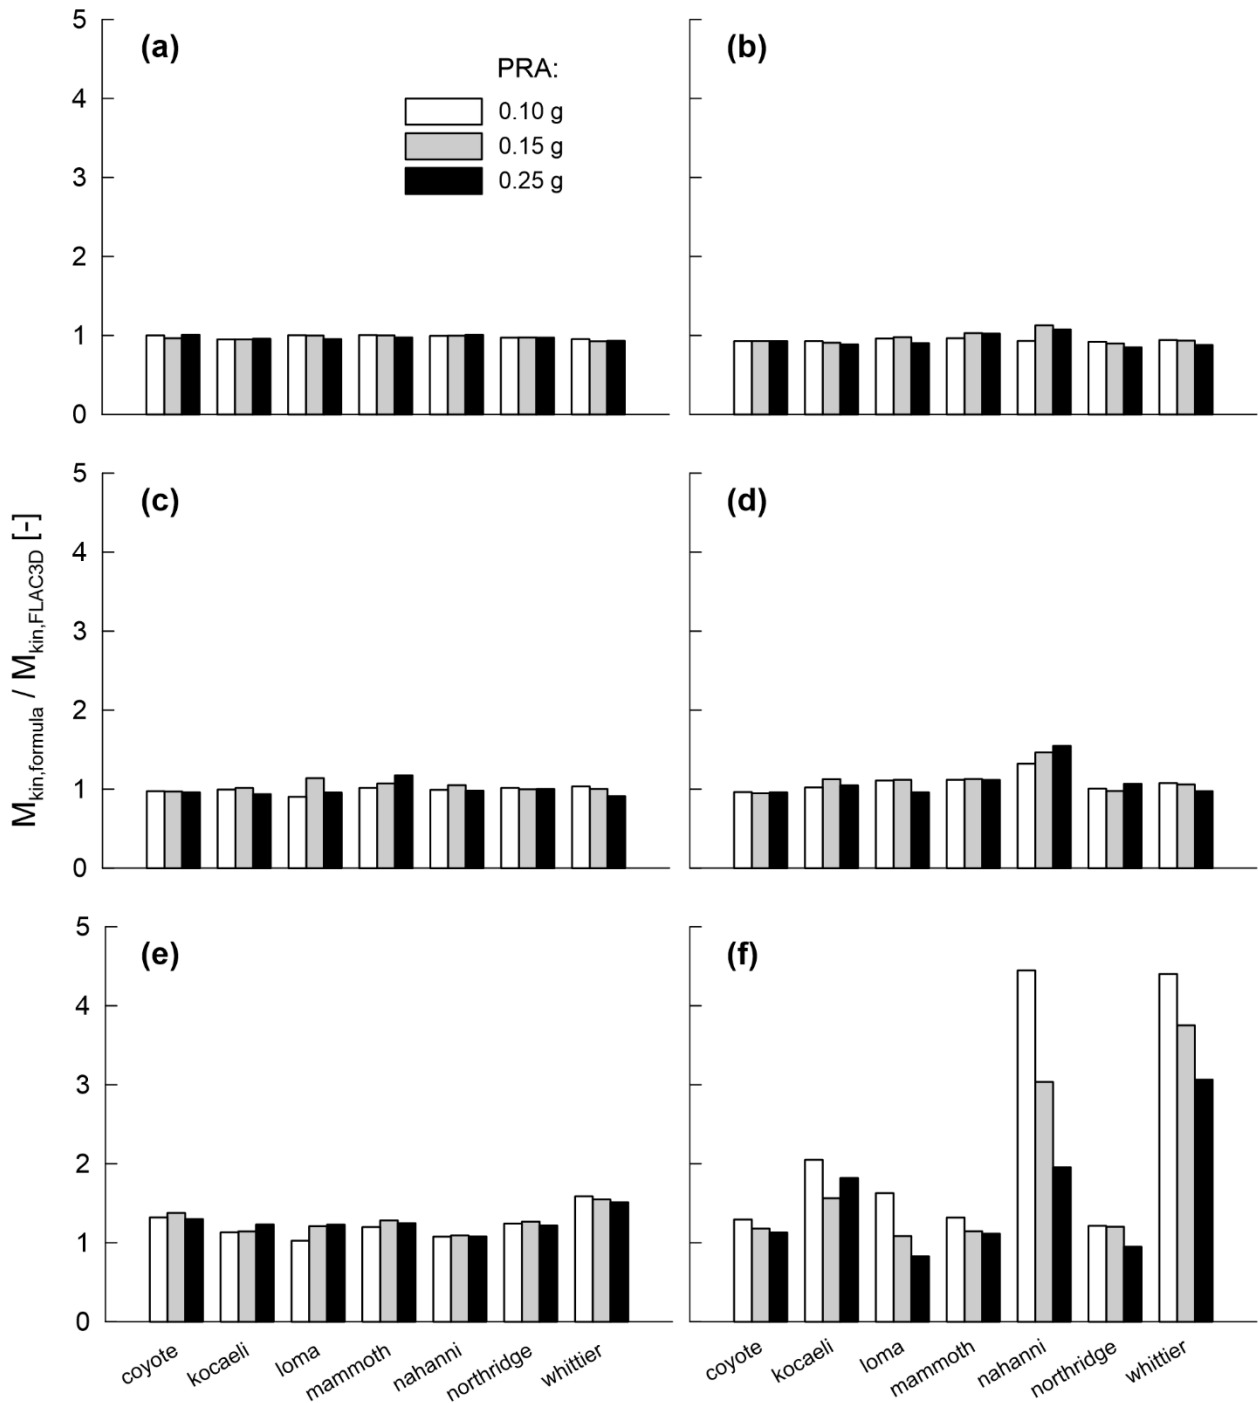 M_kin,formula / M_kin,FLAC3D [-]
(a)
PRA:
0.10 g
0.15 g
0.25 g
5
4
3
2
1
0
(b)
(c)
5
4
3
2
1
0
(d)
(e)
5
4
3
2
1
0
coyote
kocaeli
loma
mammoth
nahanni
northridge
whittier
(f)
coyote
kocaeli
loma
mammoth
nahanni
northridge
whittier